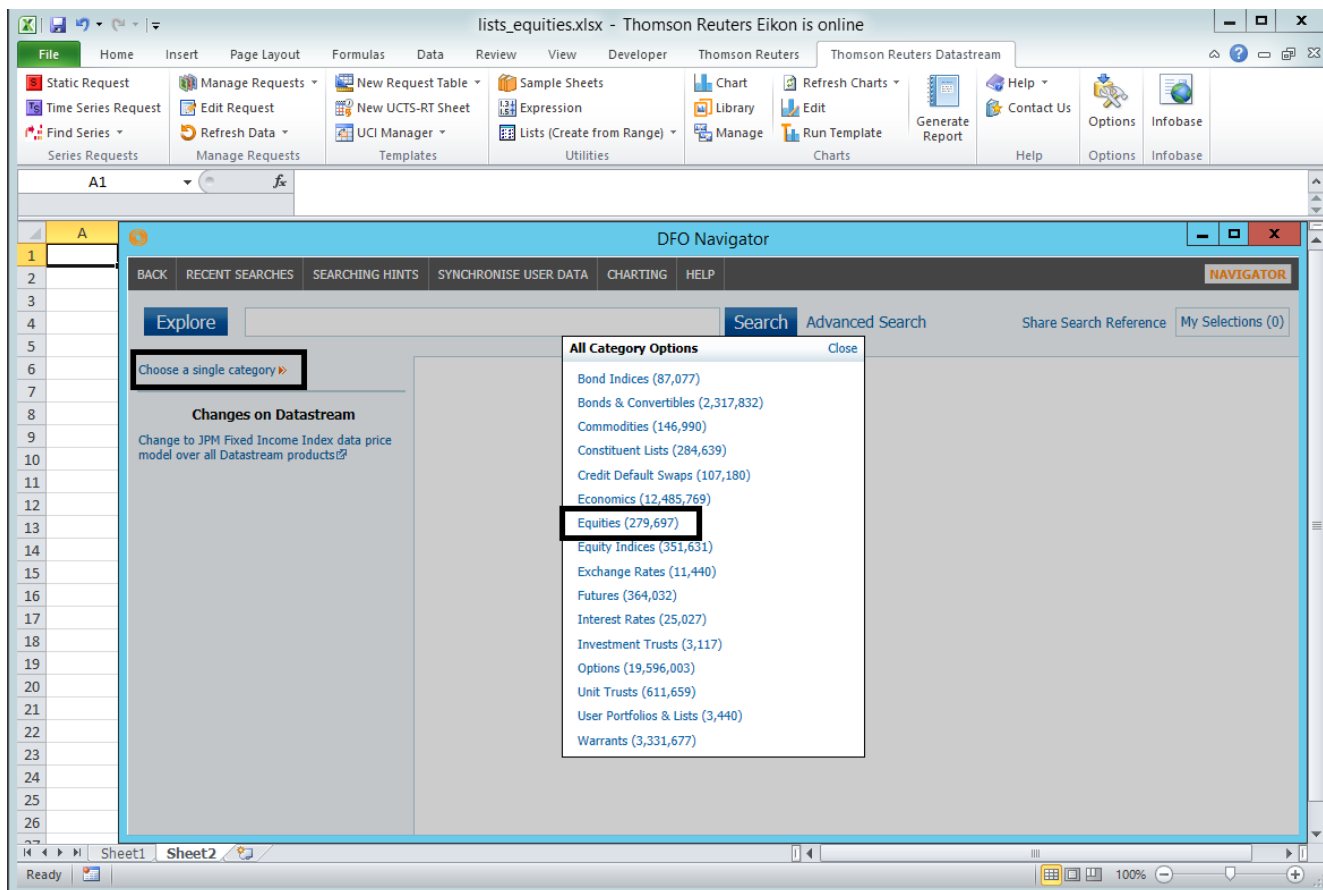 lists_equities.xlsx - Thomson Reuters Eikon is online
File Home Insert Page Layout Formulas Data Review View Developer Thomson Reuters Thomson Reuters Datastream
S Static Request Manage Requests New Request Table Sample Sheets Chart Refresh Charts Help
TS Time Series Request Edit Request New UCTS-RT Sheet Expression Library Edit Generate Report Contact Us Options Infobase
Find Series Refresh Data UCI Manager Lists (Create from Range) Manage Run Template
Series Requests Manage Requests Templates Utilities Charts Help Options Infobase
A1 fx
A
DFO Navigator
1
2
3
4
5
6
7
8
9
10
11
12
13
14
15
16
17
18
19
20
21
22
23
24
25
26
BACK RECENT SEARCHES SEARCHING HINTS SYNCHRONISE USER DATA CHARTING HELP NAVIGATOR
Explore Search Advanced Search Share Search Reference My Selections (0)
Choose a single category
Changes on Datastream
Change to JPM Fixed Income Index data price
model over all Datastream products
All Category Options Close
Bond Indices (87,077)
Bonds & Convertibles (2,317,832)
Commodities (146,990)
Constituent Lists (284,639)
Credit Default Swaps (107,180)
Economics (12,485,769)
Equities (279,697)
Equity Indices (351,631)
Exchange Rates (11,440)
Futures (364,032)
Interest Rates (25,027)
Investment Trusts (3,117)
Options (19,596,003)
Unit Trusts (611,659)
User Portfolios & Lists (3,440)
Warrants (3,331,677)
Sheet1 Sheet2
Ready 100%